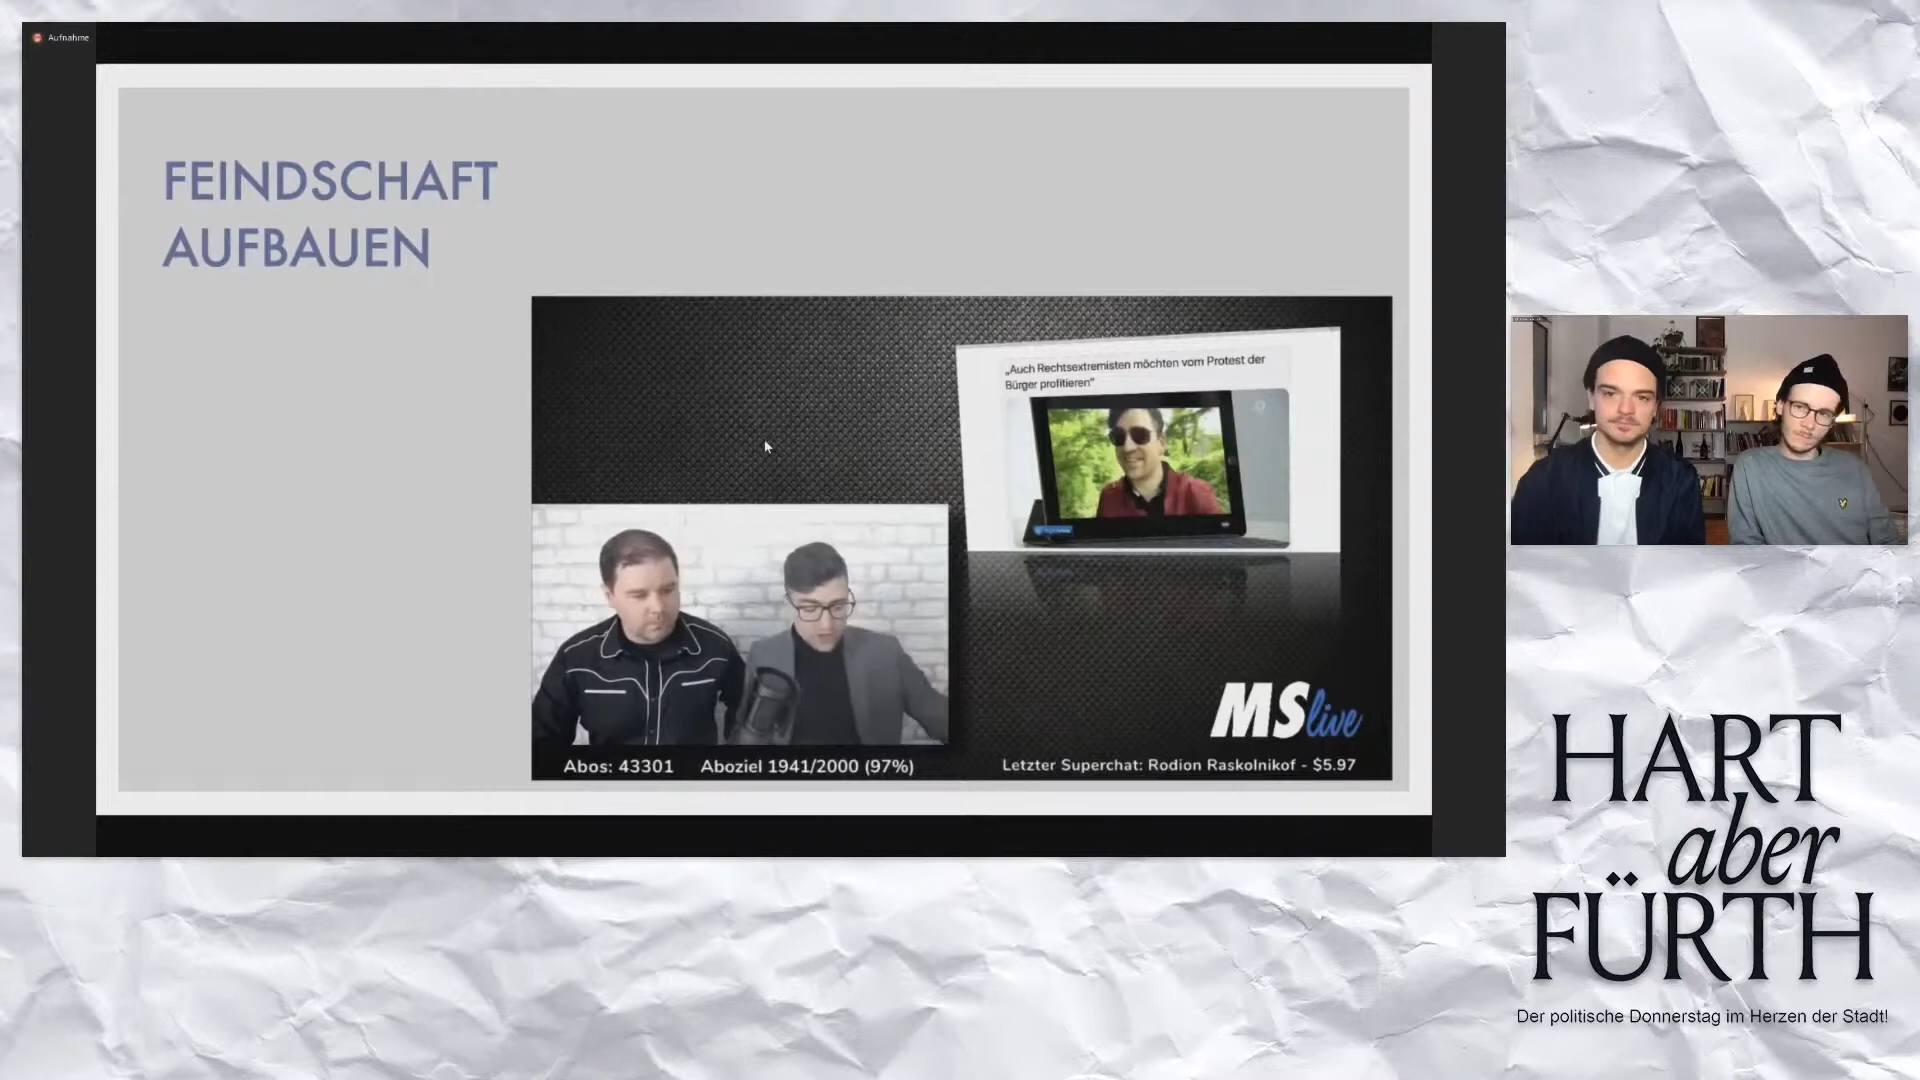 Aufnahme
FEINDSCHAFT
AUFBAUEN
„Auch Rechtsextremisten möchten vom Protest der
Bürger profitieren“
MSlive
Abos: 43301 Aboziel 1941/2000 (97%)
Letzter Superchat: Rodion Raskolnikof - $5.97
HART
aber
FÜRTH
Der politische Donnerstag im Herzen der Stadt!